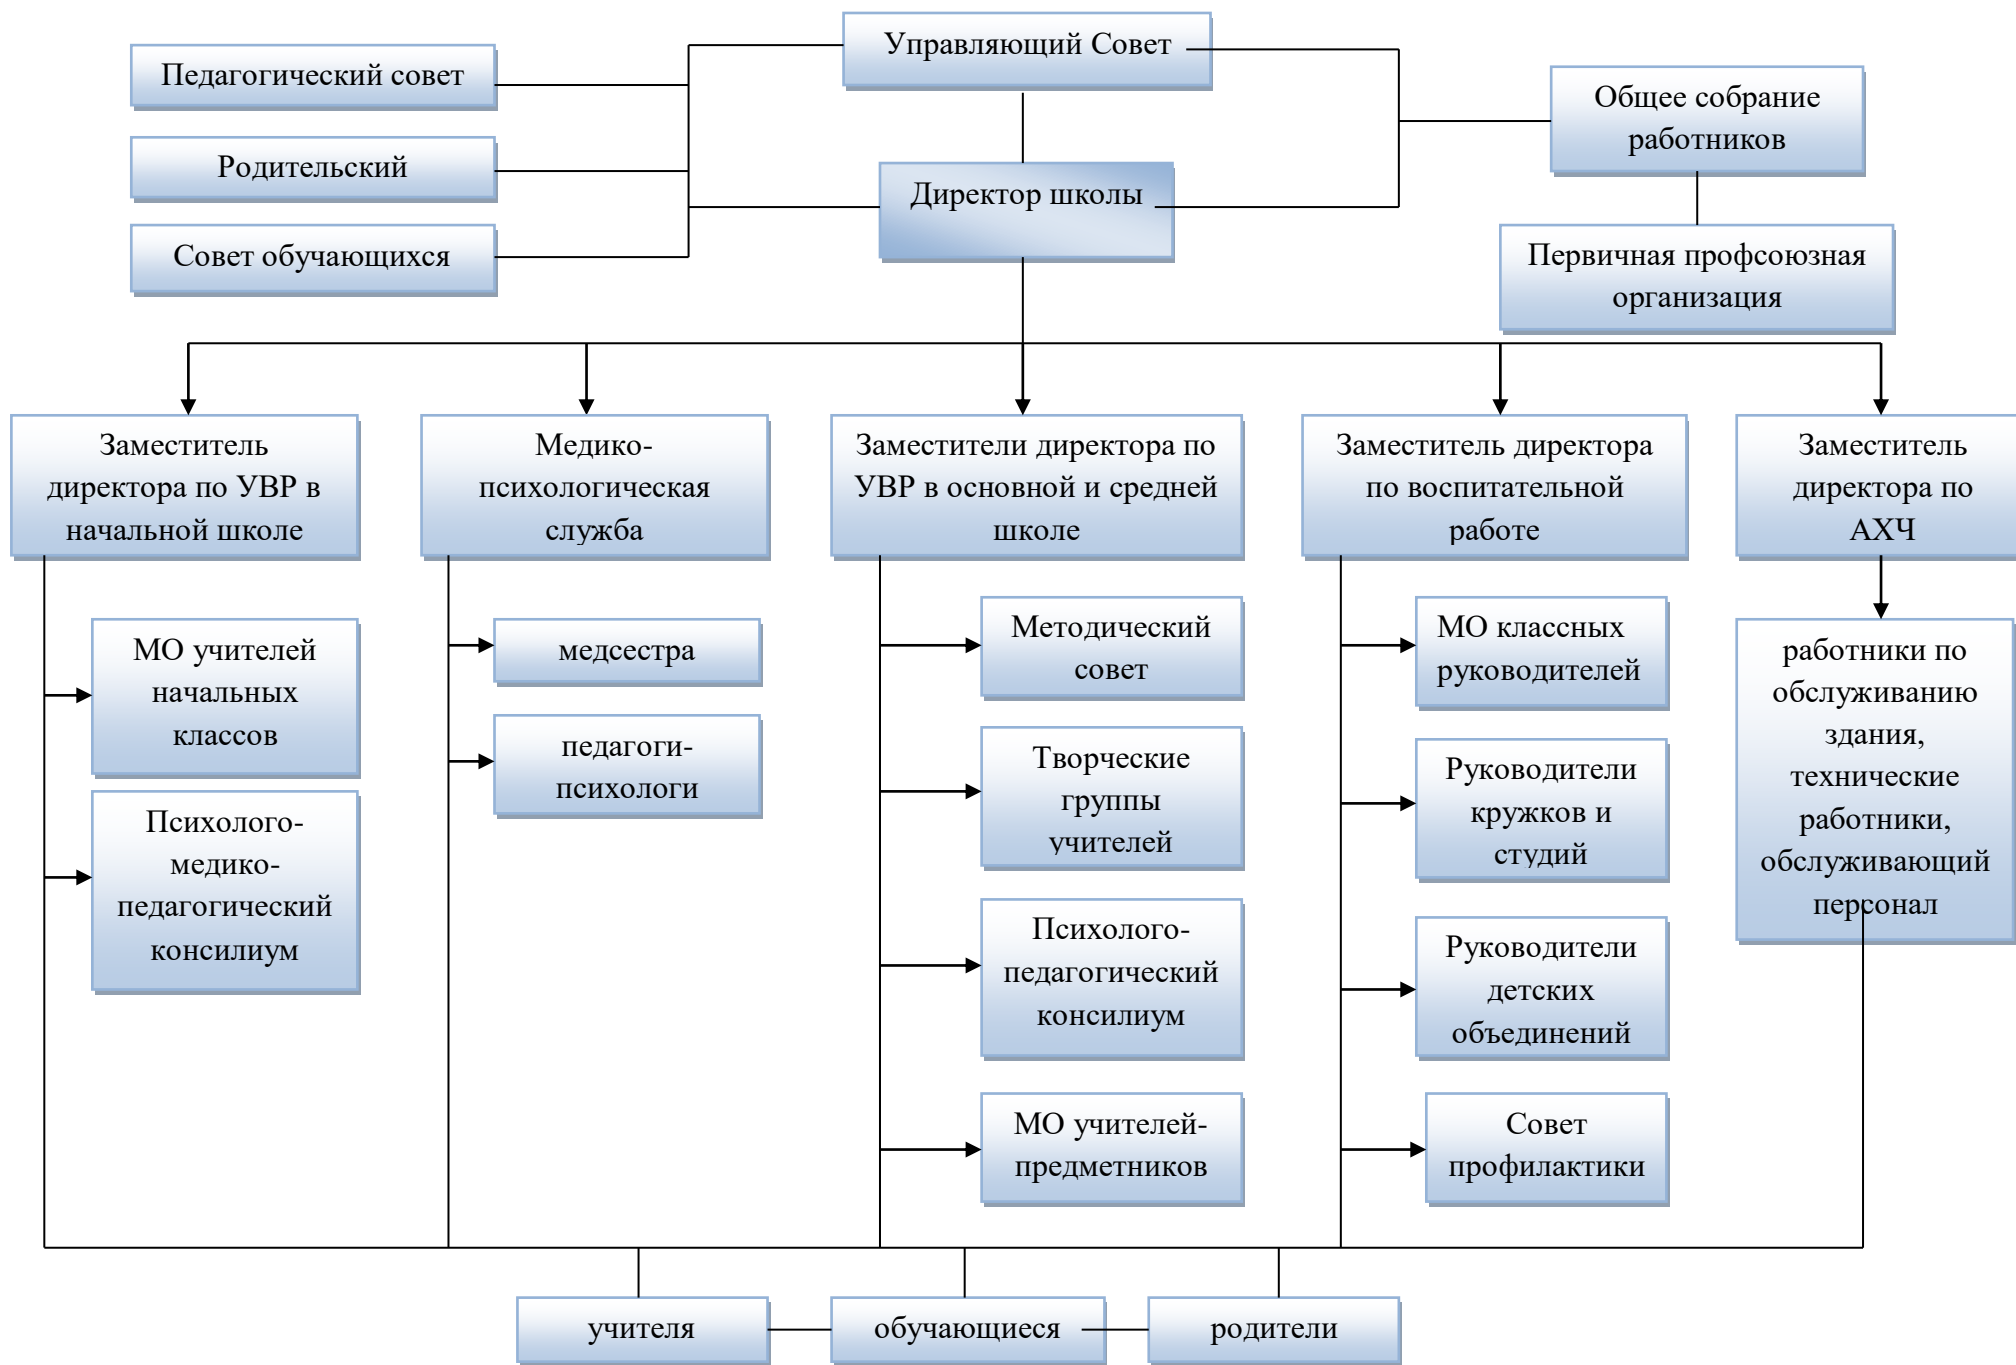 Управляющий Совет
Педагогический совет
Общее собрание
работников
Родительский
Директор школы
Совет обучающихся
Первичная профсоюзная
организация
Заместитель
директора по УВР в
начальной школе
Медико-
психологическая
служба
Заместители директора по
УВР в основной и средней
школе
Заместитель директора
по воспитательной
работе
Заместитель
директора по
АХЧ
МО учителей
начальных
классов
Психолого-
медико-
педагогический
консилиум
медсестра
педагоги-
психологи
Методический
совет
Творческие
группы
учителей
Психолого-
педагогический
консилиум
МО учителей-
предметников
МО классных
руководителей
Руководители
кружков и
студий
Руководители
детских
объединений
Совет
профилактики
работники по
обслуживанию
здания,
технические
работники,
обслуживающий
персонал
учителя
обучающиеся
родители